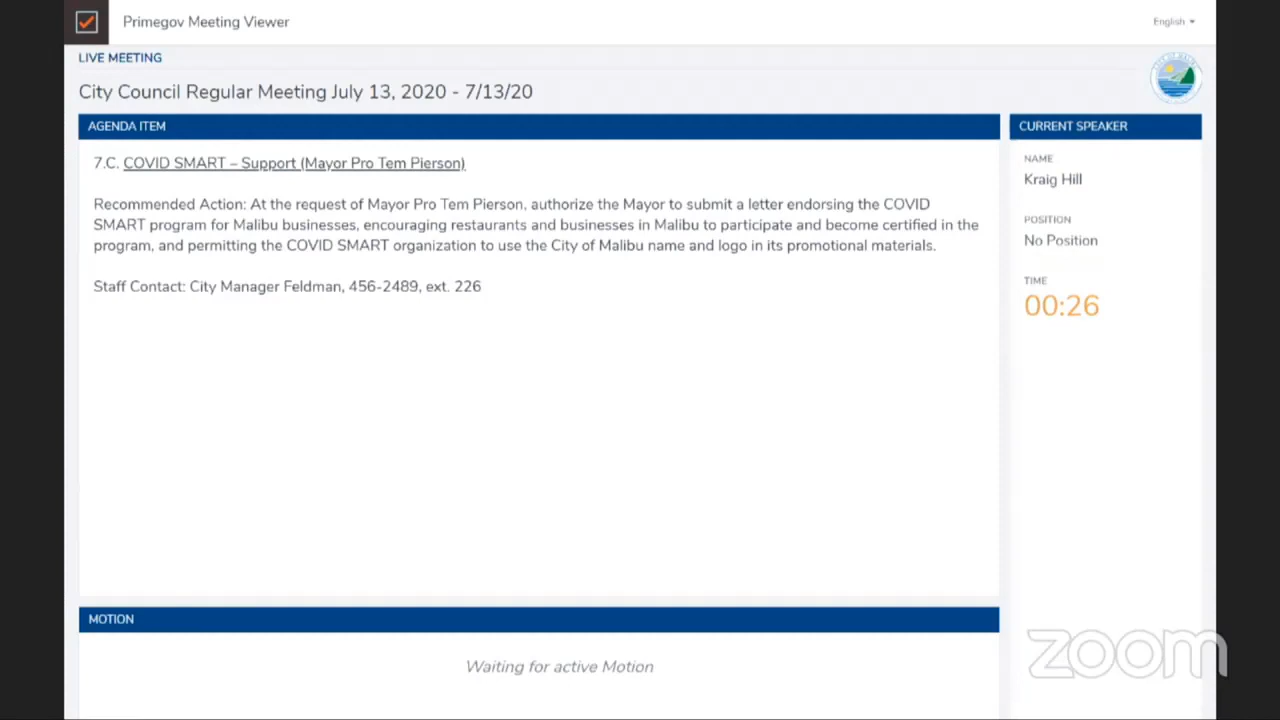 Primegov Meeting Viewer
English
LIVE MEETING
City Council Regular Meeting July 13, 2020 - 7/13/20
AGENDA ITEM
7.C. COVID SMART – Support (Mayor Pro Tem Pierson)
Recommended Action: At the request of Mayor Pro Tem Pierson, authorize the Mayor to submit a letter endorsing the COVID
SMART program for Malibu businesses, encouraging restaurants and businesses in Malibu to participate and become certified in the
program, and permitting the COVID SMART organization to use the City of Malibu name and logo in its promotional materials.
Staff Contact: City Manager Feldman, 456-2489, ext. 226
CURRENT SPEAKER
NAME
Kraig Hill
POSITION
No Position
TIME
00:26
MOTION
Waiting for active Motion
zoom